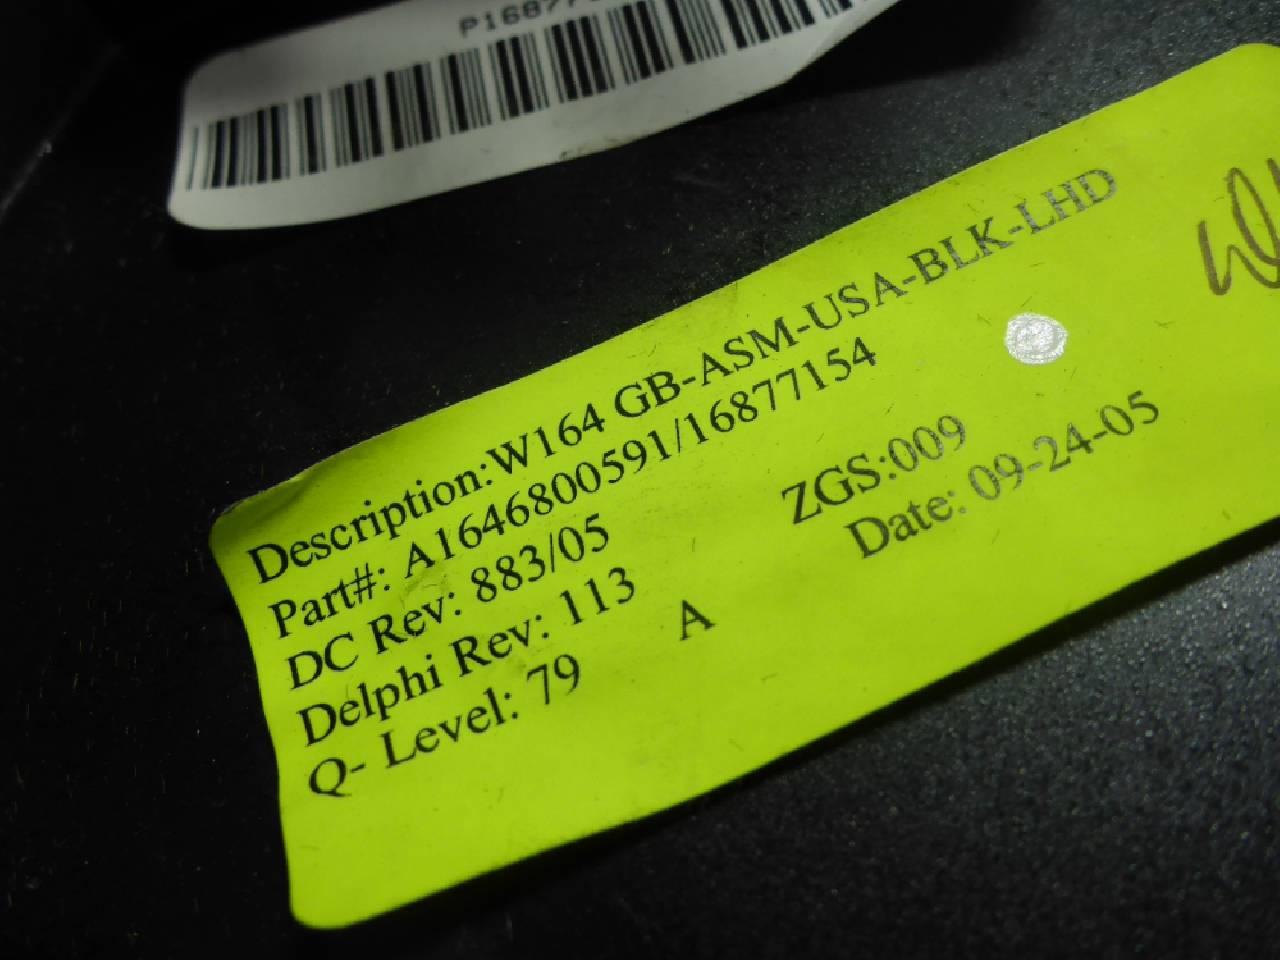 P16877
Description:W164 GB-ASM-USA-BLK-LHD
Part#: A1646800591/16877154
DC Rev: 883/05 ZGS:009
Delphi Rev: 113 Date: 09-24-05
Q- Level: 79 A